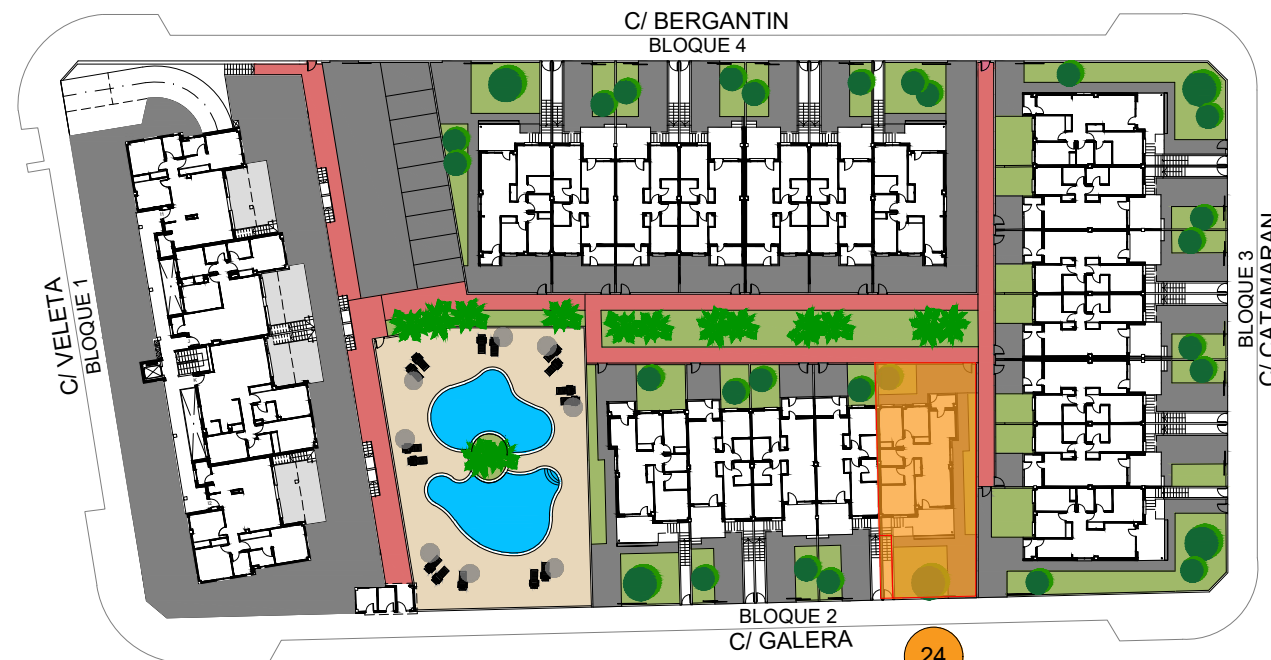 C/ BERGANTIN
BLOQUE 4
C/ VELETA
BLOQUE 1
BLOQUE 3
C/ CATAMARAN
BLOQUE 2
C/ GALERA
24